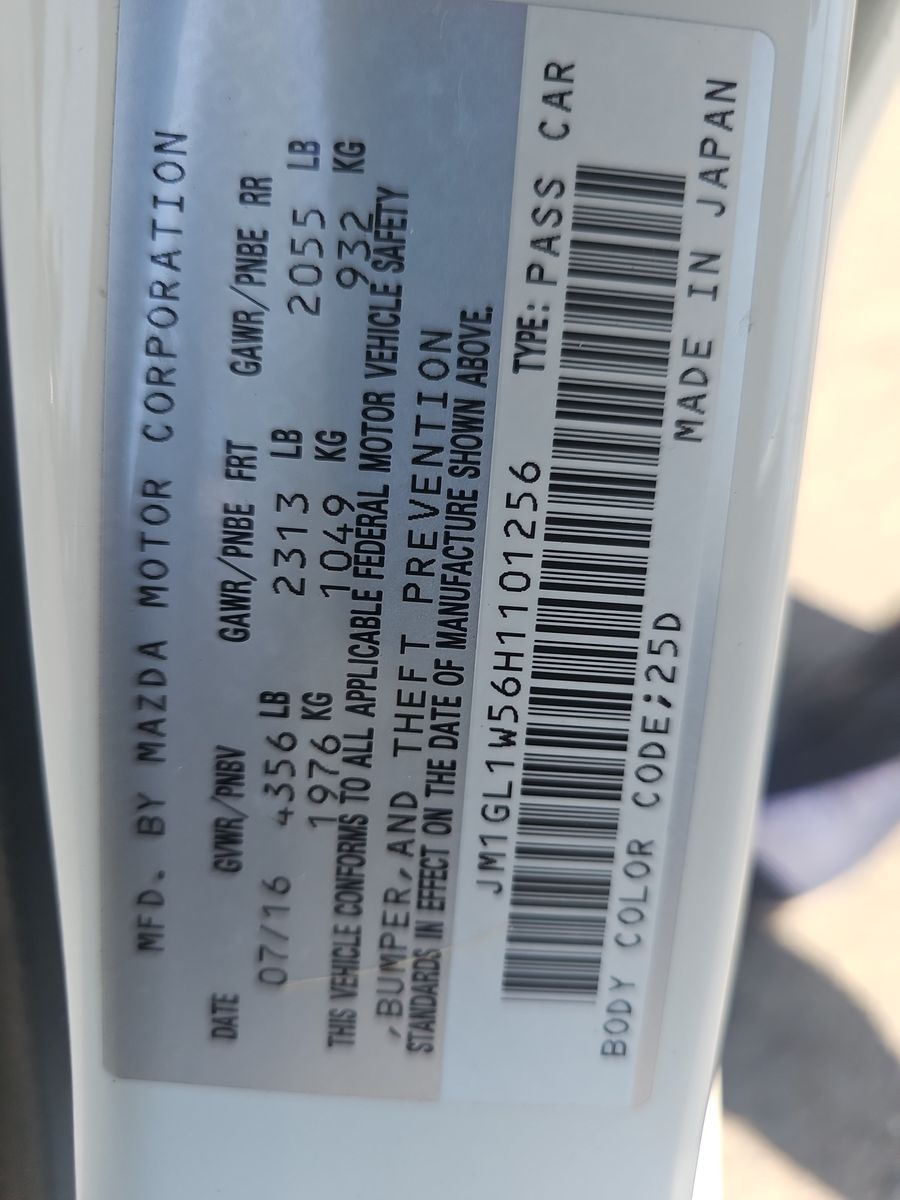 MFD. BY MAZDA MOTOR CORPORATION
DATE GVWR/PNBV GAWR/PNBE FRT GAWR/PNBE RR
07/16 4356 LB 2313 LB 2055 LB
1976 KG 1049 KG 932 KG
THIS VEHICLE CONFORMS TO ALL APPLICABLE FEDERAL MOTOR VEHICLE SAFETY
,BUMPER,AND THEFT PREVENTION
STANDARDS IN EFFECT ON THE DATE OF MANUFACTURE SHOWN ABOVE.
JM1GL1W56H1101256 TYPE: PASS CAR
BODY COLOR CODE;25D MADE IN JAPAN